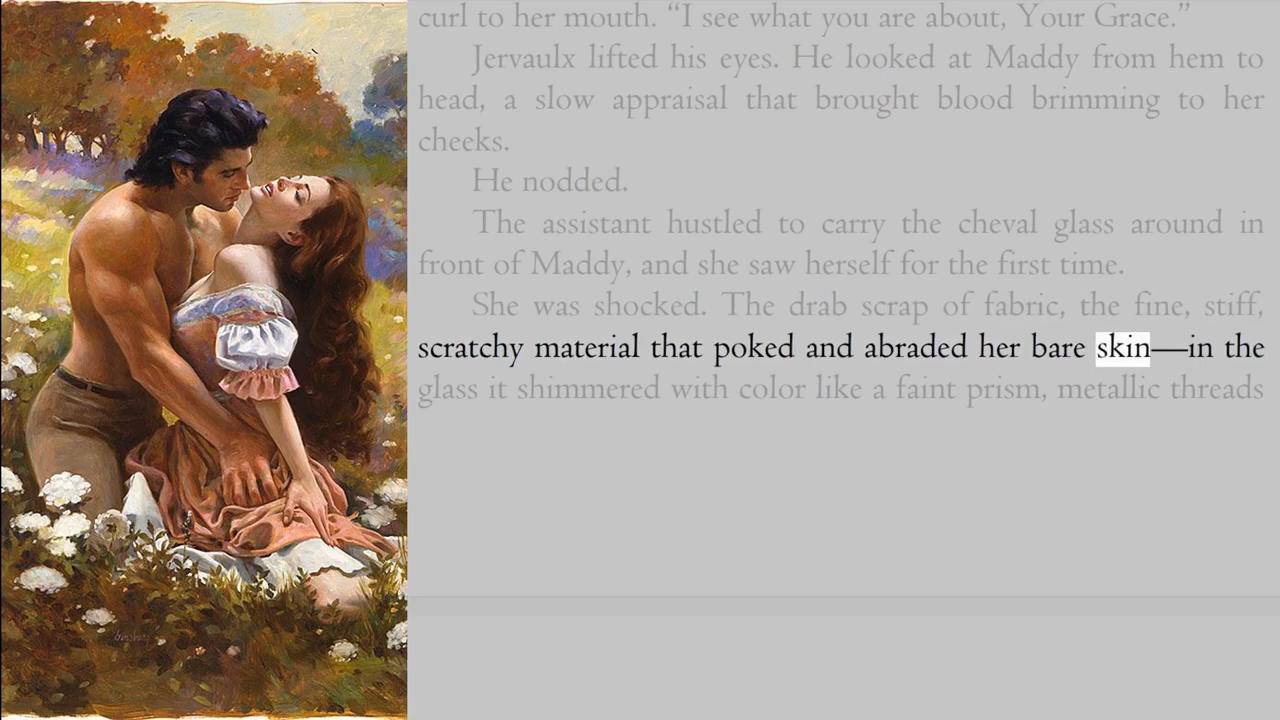 curl to her mouth. “I see what you are about, Your Grace.”
Jervaulx lifted his eyes. He looked at Maddy from hem to
head, a slow appraisal that brought blood brimming to her
cheeks.
He nodded.
The assistant hustled to carry the cheval glass around in
front of Maddy, and she saw herself for the first time.
She was shocked. The drab scrap of fabric, the fine, stiff,
scratchy material that poked and abraded her bare skin—in the
glass it shimmered with color like a faint prism, metallic threads